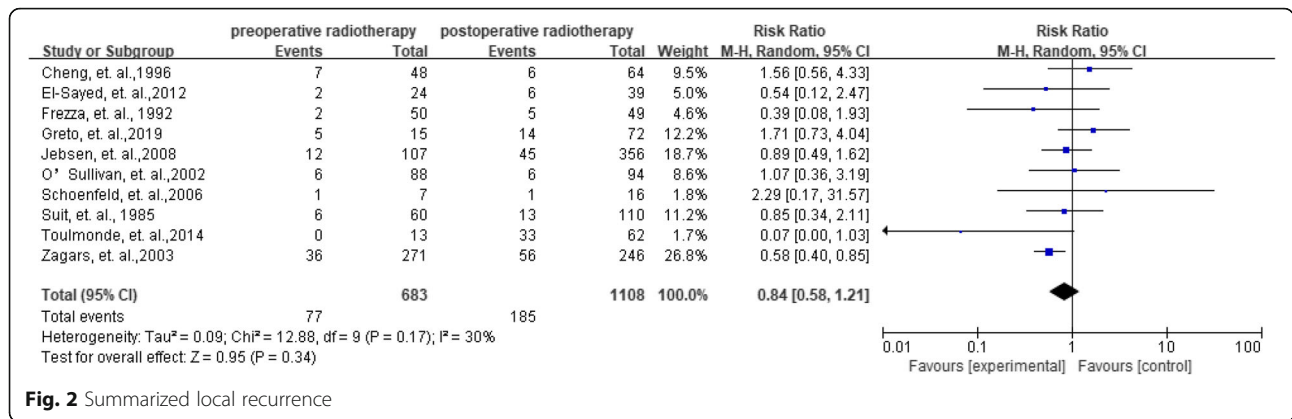 preoperative radiotherapy postoperative radiotherapy Risk Ratio Risk Ratio
Study or Subgroup Events Total Events Total Weight M-H, Random, 95% CI M-H, Random, 95% CI
Cheng, et. al.,1996 7 48 6 64 9.5% 1.56 [0.56, 4.33]
El-Sayed, et. al.,2012 2 24 6 39 5.0% 0.54 [0.12, 2.47]
Frezza, et. al., 1992 2 50 5 49 4.6% 0.39 [0.08, 1.93]
Greto, et. al.,2019 5 15 14 72 12.2% 1.71 [0.73, 4.04]
Jebsen, et. al.,2008 12 107 45 356 18.7% 0.89 [0.49, 1.62]
O’ Sullivan, et. al.,2002 6 88 6 94 8.6% 1.07 [0.36, 3.19]
Schoenfeld, et. al.,2006 1 7 1 16 1.8% 2.29 [0.17, 31.57]
Suit, et. al., 1985 6 60 13 110 11.2% 0.85 [0.34, 2.11]
Toulmonde, et. al.,2014 0 13 33 62 1.7% 0.07 [0.00, 1.03]
Zagars, et. al.,2003 36 271 56 246 26.8% 0.58 [0.40, 0.85]
Total (95% CI) 683 1108 100.0% 0.84 [0.58, 1.21]
Total events 77 185
Heterogeneity: Tau² = 0.09; Chi² = 12.88, df = 9 (P = 0.17); I² = 30%
Test for overall effect: Z = 0.95 (P = 0.34)
0.01 0.1 1 10 100
Favours [experimental] Favours [control]
Fig. 2 Summarized local recurrence